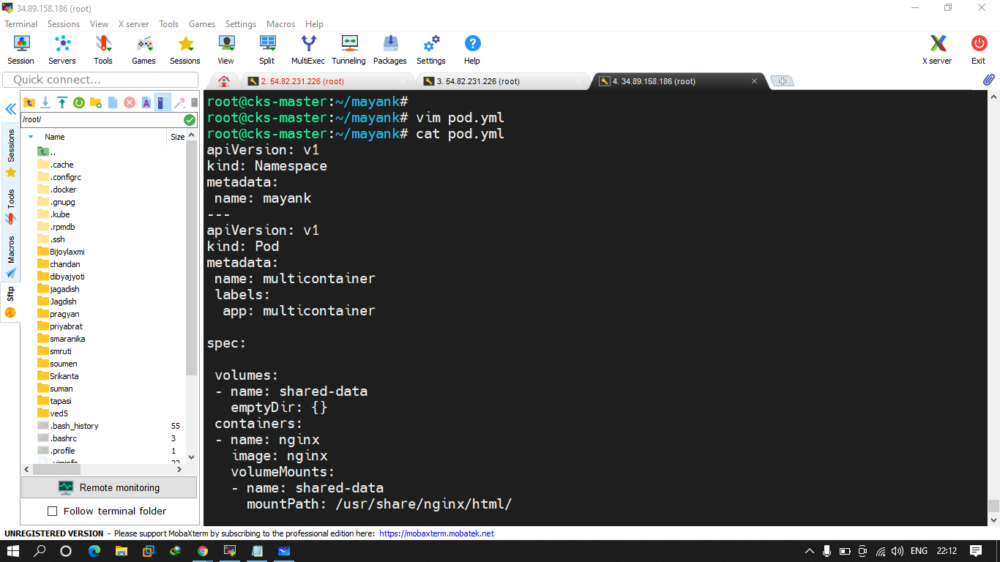 34.89.158.186 (root)
Terminal Sessions View X server Tools Games Settings Macros Help
Session Servers Tools Games Sessions View Split MultiExec Tunneling Packages Settings Help X server Exit
Quick connect...
2. 54.82.231.226 (root)
3. 54.82.231.226 (root)
4. 34.89.158.186 (root)
Sessions
Tools
Macros
Sftp
/root/
Name Size
..
.cache
.configrc
.docker
.gnupg
.kube
.rpmdb
.ssh
Bijoylaxmi
chandan
dibyajyoti
jagadish
Jagdish
pragyan
priyabrat
smaranika
smruti
soumen
Srikanta
suman
tapasi
ved5
.bash_history 55
.bashrc 3
.profile 1
.viminfo 22
Remote monitoring
Follow terminal folder
root@cks-master:~/mayank#
root@cks-master:~/mayank# vim pod.yml
root@cks-master:~/mayank# cat pod.yml
apiVersion: v1
kind: Namespace
metadata:
 name: mayank
---
apiVersion: v1
kind: Pod
metadata:
 name: multicontainer
 labels:
  app: multicontainer
spec:
 volumes:
 - name: shared-data
   emptyDir: {}
 containers:
 - name: nginx
   image: nginx
   volumeMounts:
   - name: shared-data
     mountPath: /usr/share/nginx/html/
UNREGISTERED VERSION - Please support MobaXterm by subscribing to the professional edition here: https://mobaxterm.mobatek.net
ENG 22:12